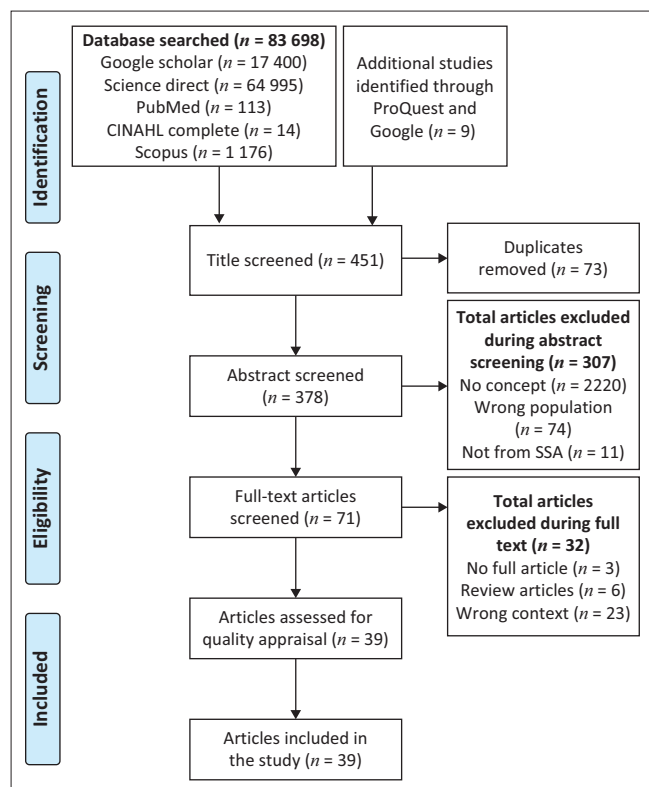 Identification
Database searched (n = 83 698)
Google scholar (n = 17 400)
Science direct (n = 64 995)
PubMed (n = 113)
CINAHL complete (n = 14)
Scopus (n = 1 176)
Additional studies
identified through
ProQuest and
Google (n = 9)
Screening
Title screened (n = 451)
Duplicates
removed (n = 73)
Abstract screened
(n = 378)
Total articles excluded
during abstract
screening (n = 307)
No concept (n = 2220)
Wrong population
(n = 74)
Not from SSA (n = 11)
Eligibility
Full-text articles
screened (n = 71)
Total articles
excluded during full
text (n = 32)
No full article (n = 3)
Review articles (n = 6)
Wrong context (n = 23)
Articles assessed for
quality appraisal (n = 39)
Included
Articles included in
the study (n = 39)